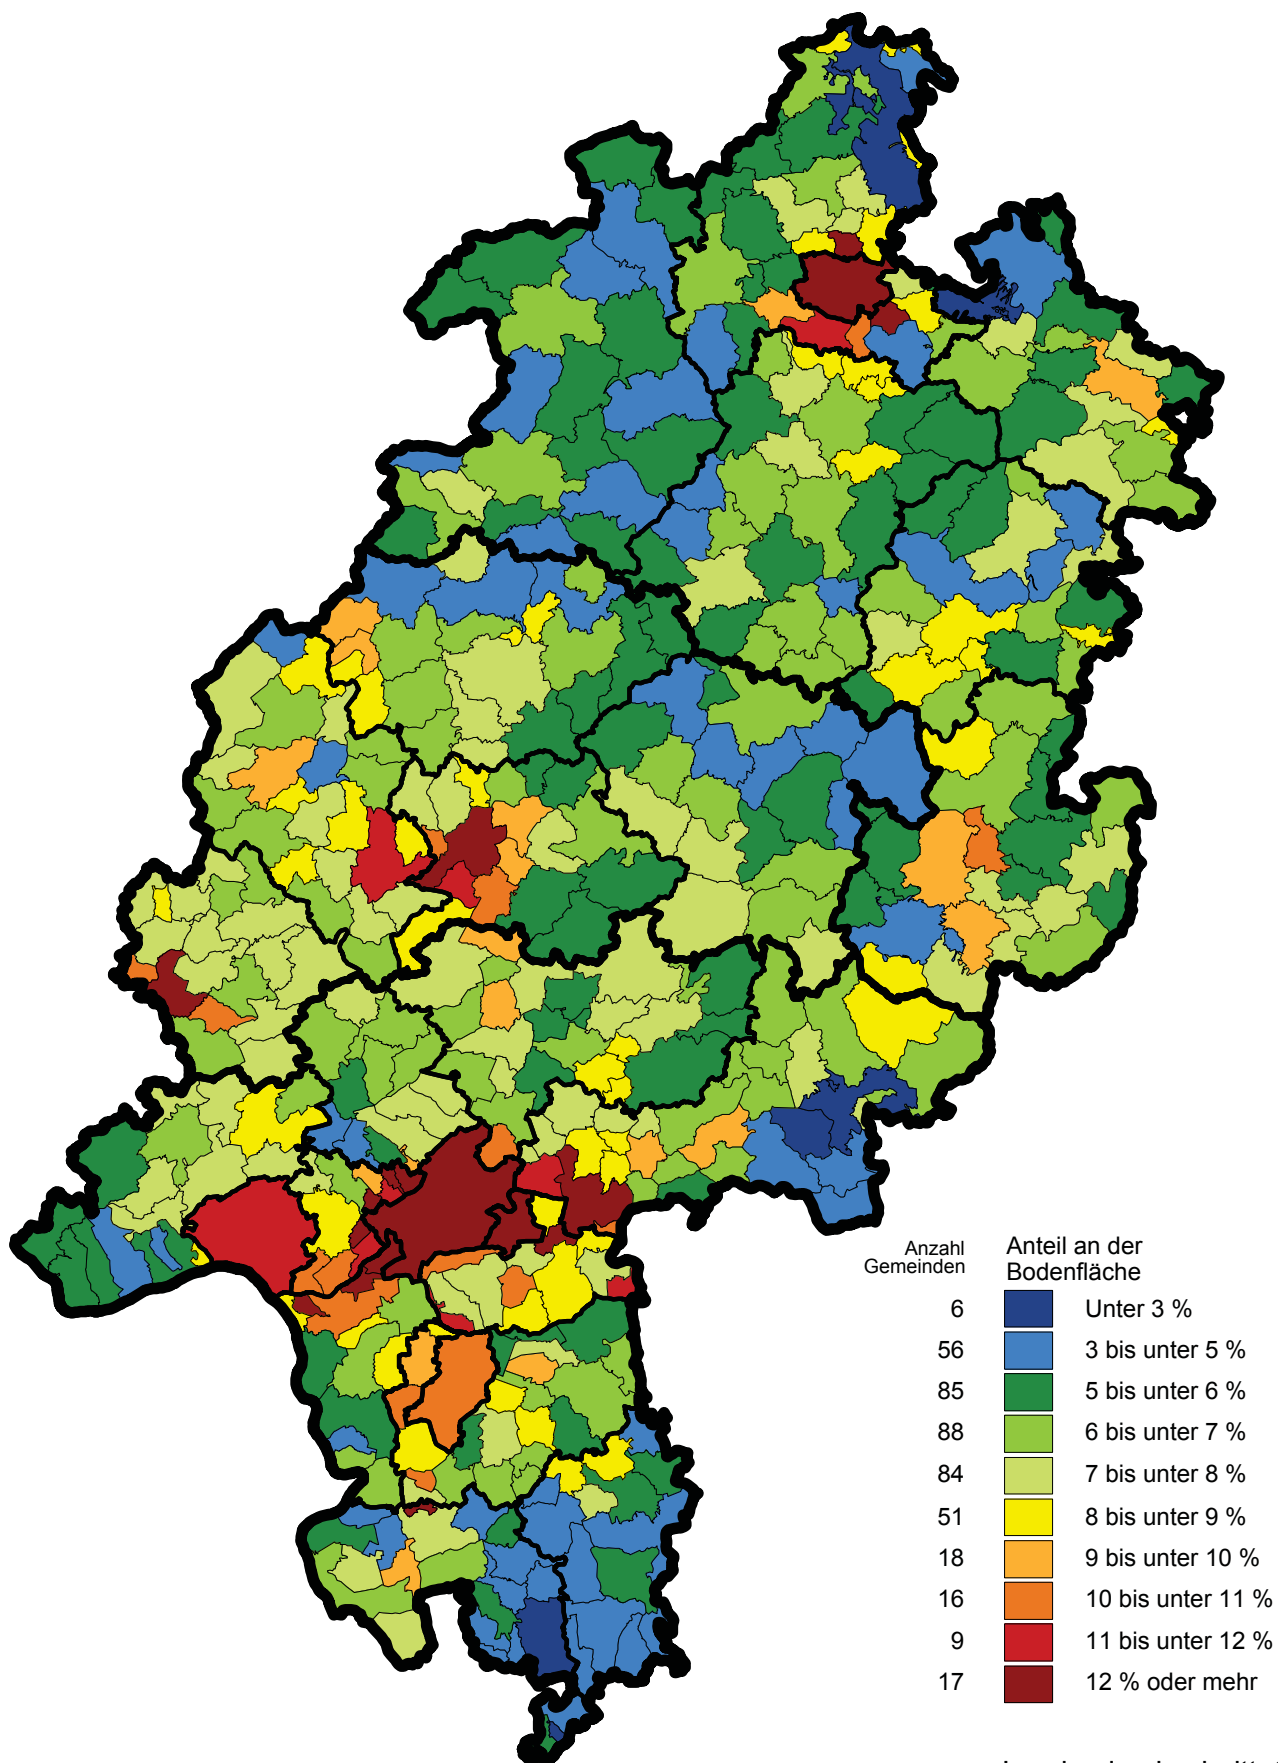 Anzahl
Gemeinden
Anteil an der
Bodenfläche
6 Unter 3 %
56 3 bis unter 5 %
85 5 bis unter 6 %
88 6 bis unter 7 %
84 7 bis unter 8 %
51 8 bis unter 9 %
18 9 bis unter 10 %
16 10 bis unter 11 %
9 11 bis unter 12 %
17 12 % oder mehr